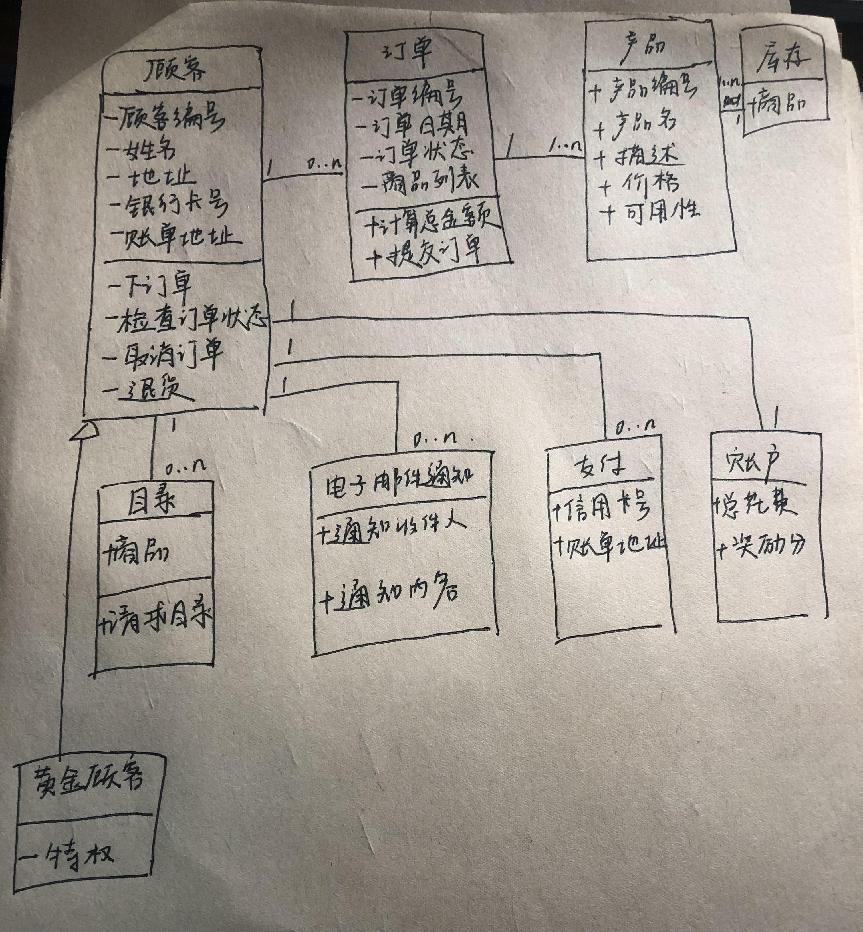 顾客
-顾客编号
-姓名
-地址
-银行卡号
-账单地址
-下订单
-检查订单状态
-取消订单
-退货
1
0..n
订单
-订单编号
-订单日期
-订单状态
-商品列表
+计算总金额
+提交订单
1
1..n
产品
+产品编号
+产品名
+描述
+价格
+可用性
1..n
1
库存
+商品
1
1
1
1
0..n
目录
+商品
+请求目录
0..n
电子邮件通知
+通知收件人
+通知内容
0..n
支付
+信用卡号
+账单地址
1
账户
+总花费
+奖励分
黄金顾客
-特权